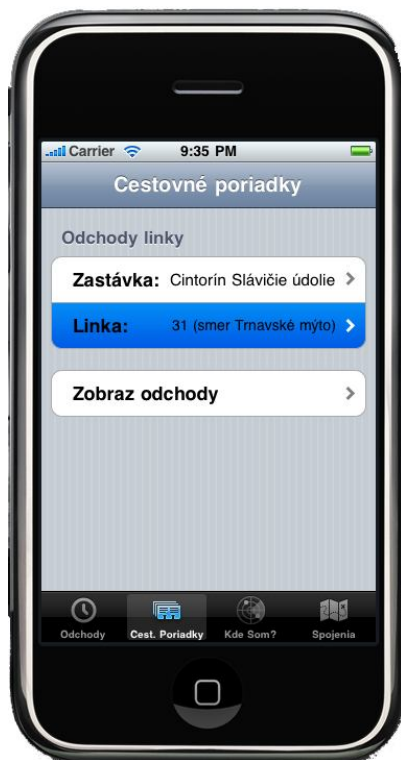 Carrier 9:35 PM
Cestovné poriadky
Odchody linky
Zastávka: Cintorín Slávičie údolie
Linka: 31 (smer Trnavské mýto)
Zobraz odchody
Odchody Cest. Poriadky Kde Som? Spojenia